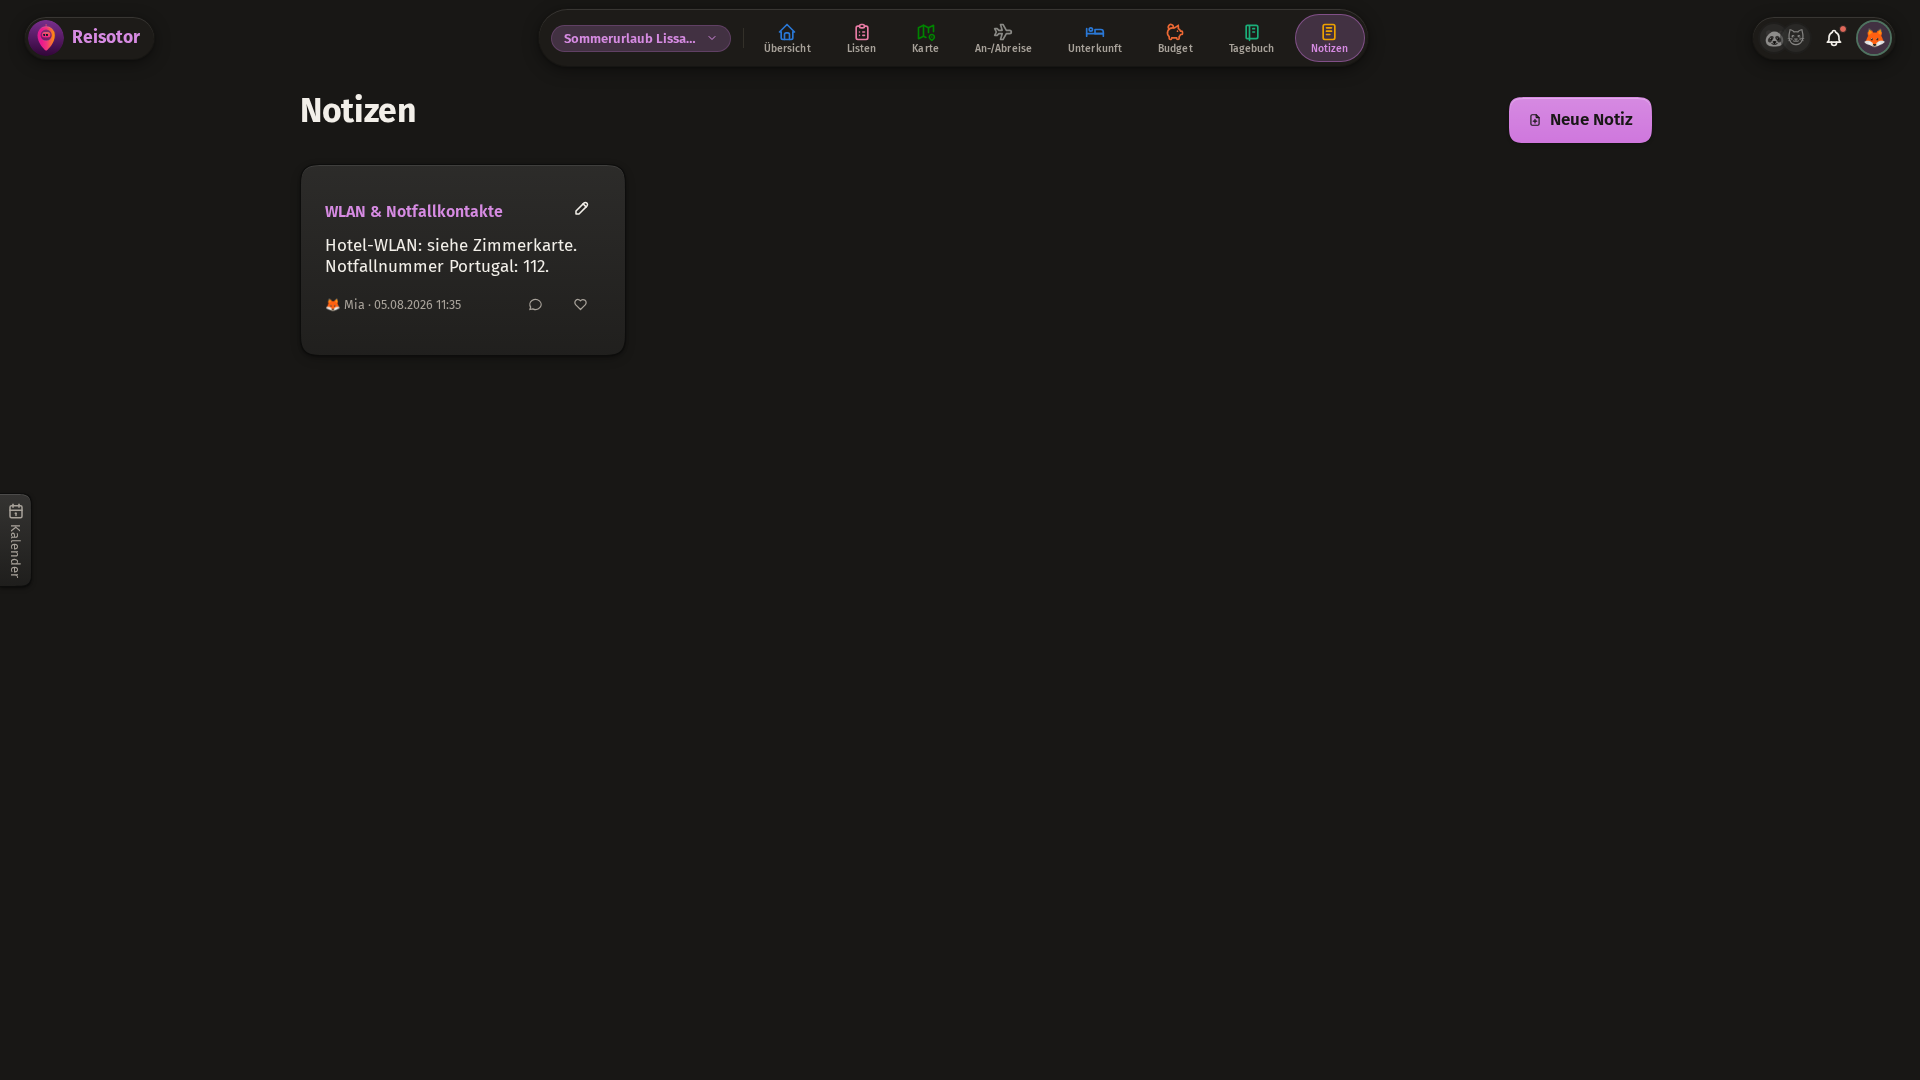 Reisotor
Sommerurlaub Lissa...
Übersicht
Listen
Karte
An-/Abreise
Unterkunft
Budget
Tagebuch
Notizen
Notizen
Neue Notiz
WLAN & Notfallkontakte
Hotel-WLAN: siehe Zimmerkarte.
Notfallnummer Portugal: 112.
Mia · 05.08.2026 11:35
Kalender